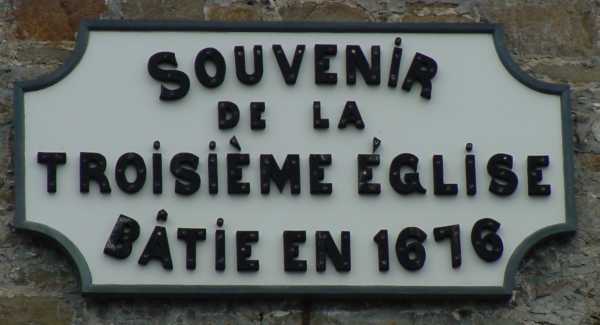 SOUVENiR
DE LA
TROiSiÈME ÉGLiSE
BÂTiE EN 1676